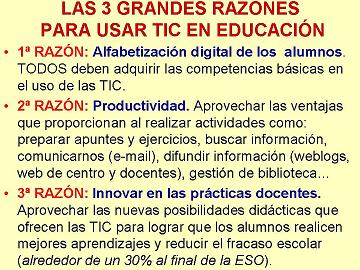 LAS 3 GRANDES RAZONES
PARA USAR TIC EN EDUCACIÓN
• 1ª RAZÓN: Alfabetización digital de los alumnos.
TODOS deben adquirir las competencias básicas en
el uso de las TIC.
• 2ª RAZÓN: Productividad. Aprovechar las ventajas
que proporcionan al realizar actividades como:
preparar apuntes y ejercicios, buscar información,
comunicarnos (e-mail), difundir información (weblogs,
web de centro y docentes), gestión de biblioteca…
• 3ª RAZÓN: Innovar en las prácticas docentes.
Aprovechar las nuevas posibilidades didácticas que
ofrecen las TIC para lograr que los alumnos realicen
mejores aprendizajes y reducir el fracaso escolar
(alrededor de un 30% al final de la ESO).